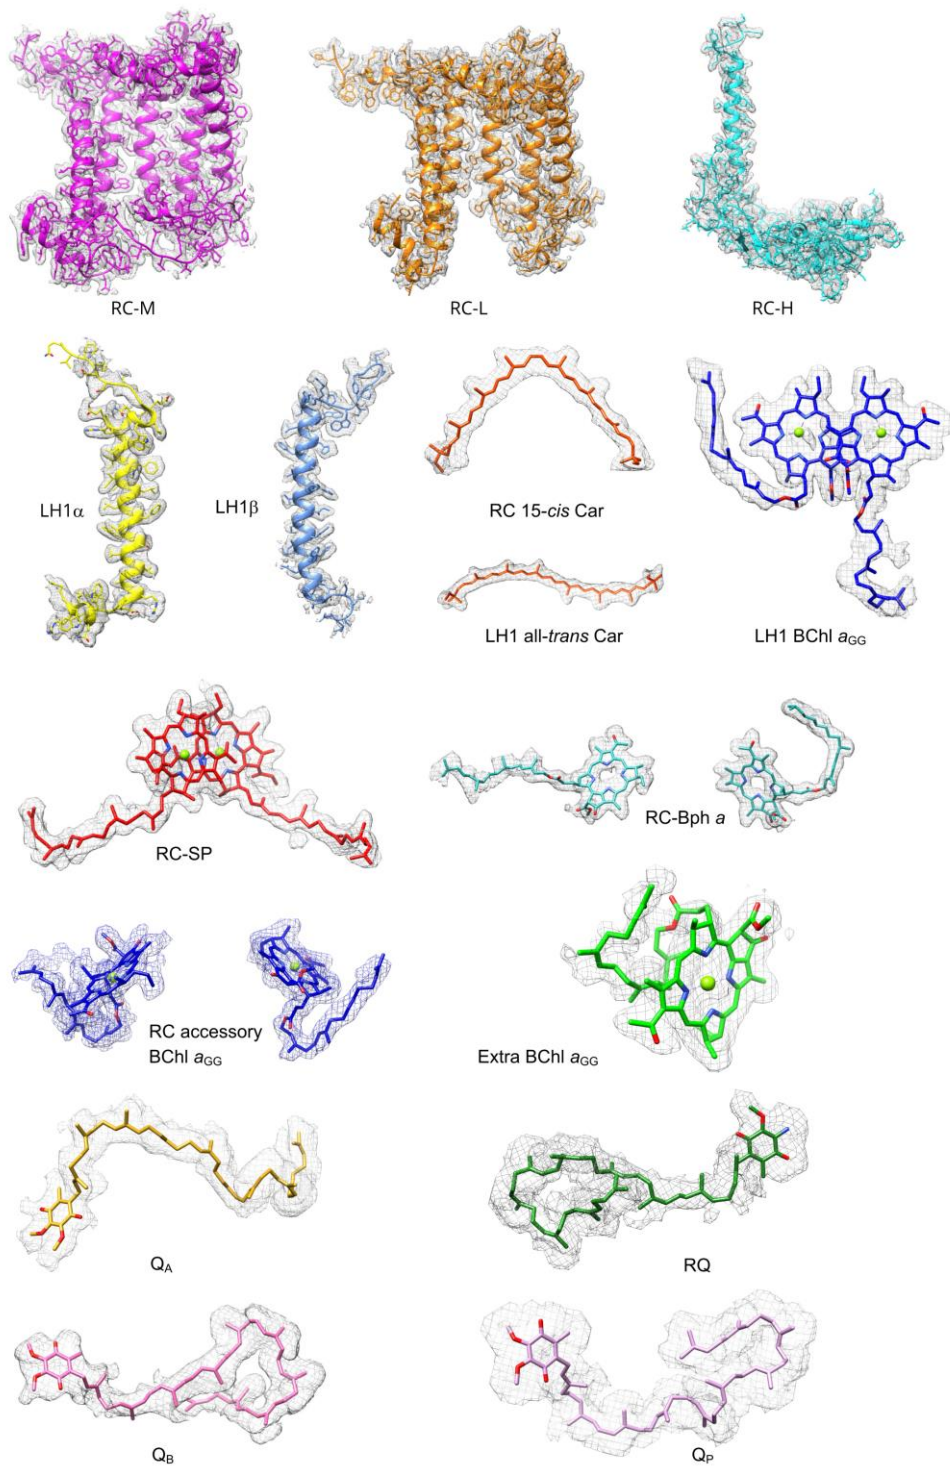 RC-M
RC-L
RC-H
LH1α
LH1β
RC 15-cis Car
LH1 all-trans Car
LH1 BChl aGG
RC-SP
RC-Bph a
RC accessory
BChl aGG
Extra BChl aGG
QA
RQ
QB
QP